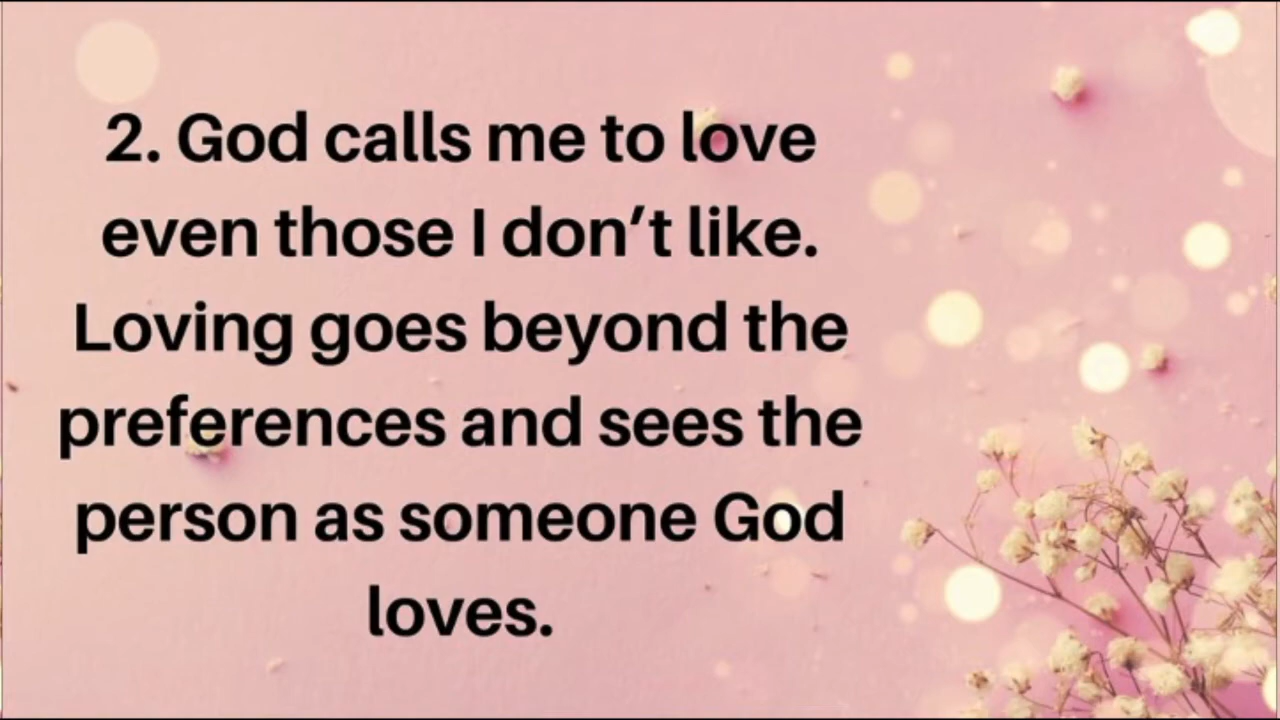 2. God calls me to love
even those I don’t like.
Loving goes beyond the
preferences and sees the
person as someone God
loves.